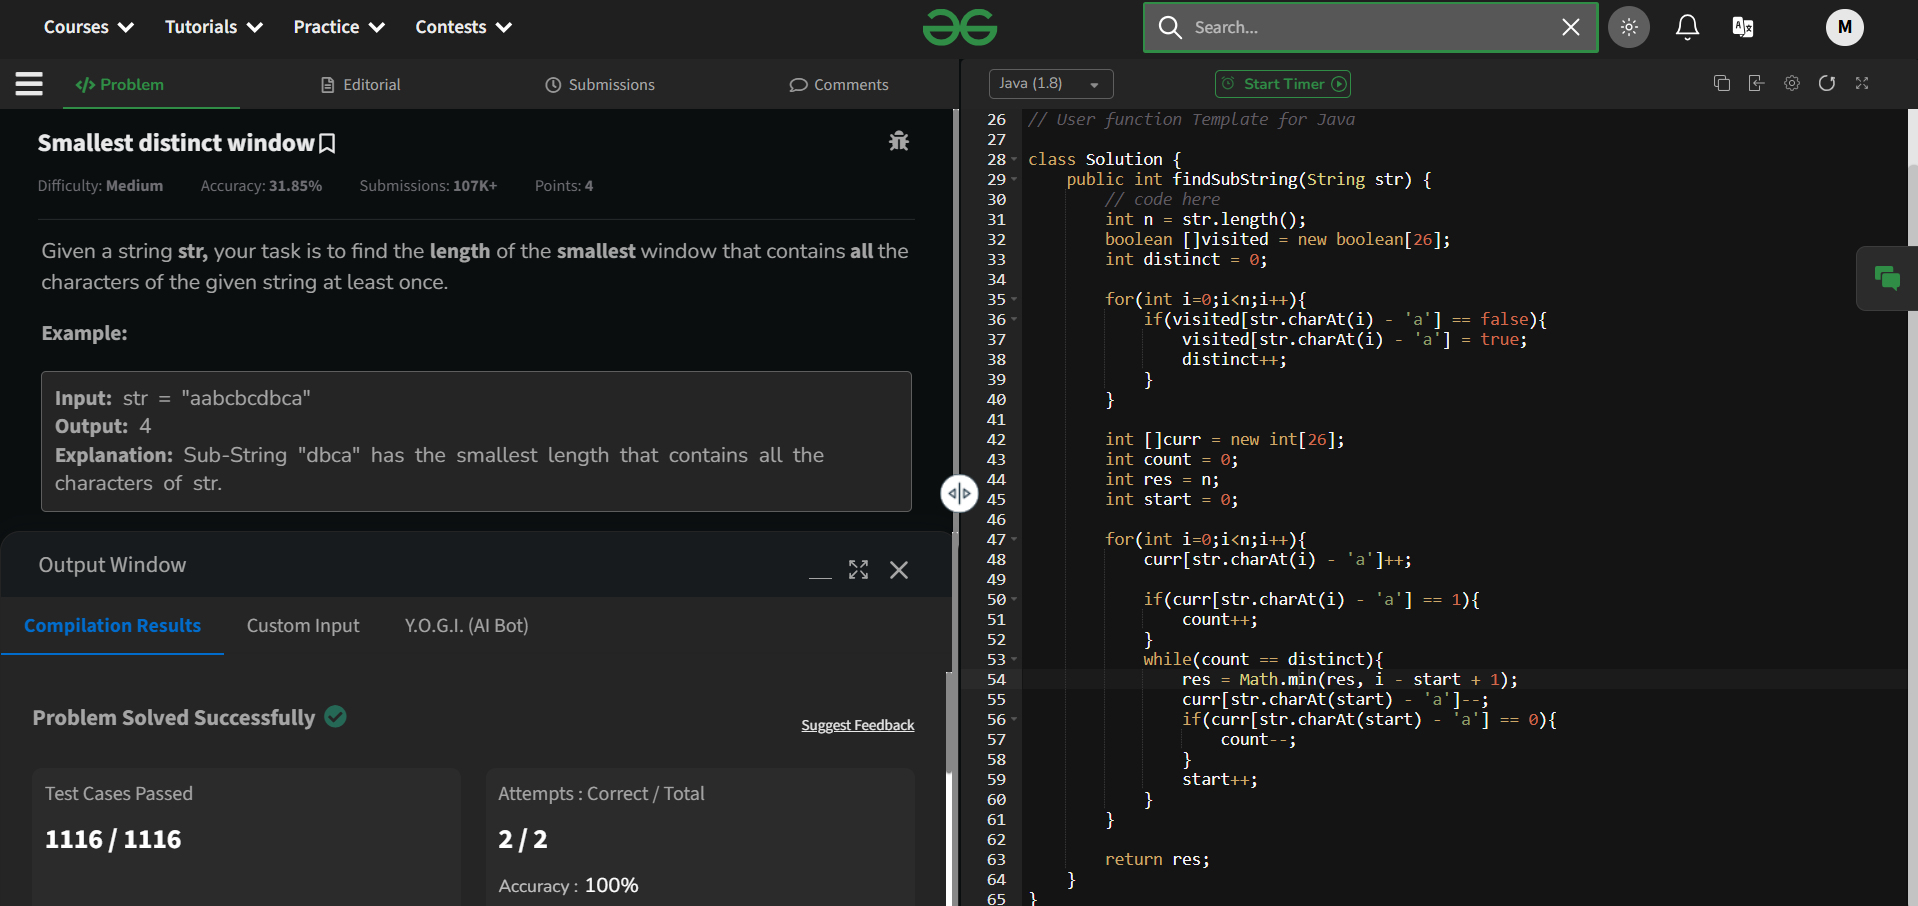 Courses Tutorials Practice Contests Search... M
Problem Editorial Submissions Comments
Smallest distinct window
Difficulty: Medium Accuracy: 31.85% Submissions: 107K+ Points: 4
Given a string str, your task is to find the length of the smallest window that contains all the
characters of the given string at least once.
Example:
Input: str = "aabcbcdbca"
Output: 4
Explanation: Sub-String "dbca" has the smallest length that contains all the
characters of str.
Output Window
Compilation Results Custom Input Y.O.G.I. (AI Bot)
Problem Solved Successfully Suggest Feedback
Test Cases Passed
1116 / 1116
Attempts : Correct / Total
2 / 2
Accuracy : 100%
Java (1.8) Start Timer
26 // User function Template for Java
27
28 class Solution {
29     public int findSubString(String str) {
30         // code here
31         int n = str.length();
32         boolean []visited = new boolean[26];
33         int distinct = 0;
34
35         for(int i=0;i<n;i++){
36             if(visited[str.charAt(i) - 'a'] == false){
37                 visited[str.charAt(i) - 'a'] = true;
38                 distinct++;
39             }
40         }
41
42         int []curr = new int[26];
43         int count = 0;
44         int res = n;
45         int start = 0;
46
47         for(int i=0;i<n;i++){
48             curr[str.charAt(i) - 'a']++;
49
50             if(curr[str.charAt(i) - 'a'] == 1){
51                 count++;
52             }
53             while(count == distinct){
54                 res = Math.min(res, i - start + 1);
55                 curr[str.charAt(start) - 'a']--;
56                 if(curr[str.charAt(start) - 'a'] == 0){
57                     count--;
58                 }
59                 start++;
60             }
61         }
62
63         return res;
64     }
65 }